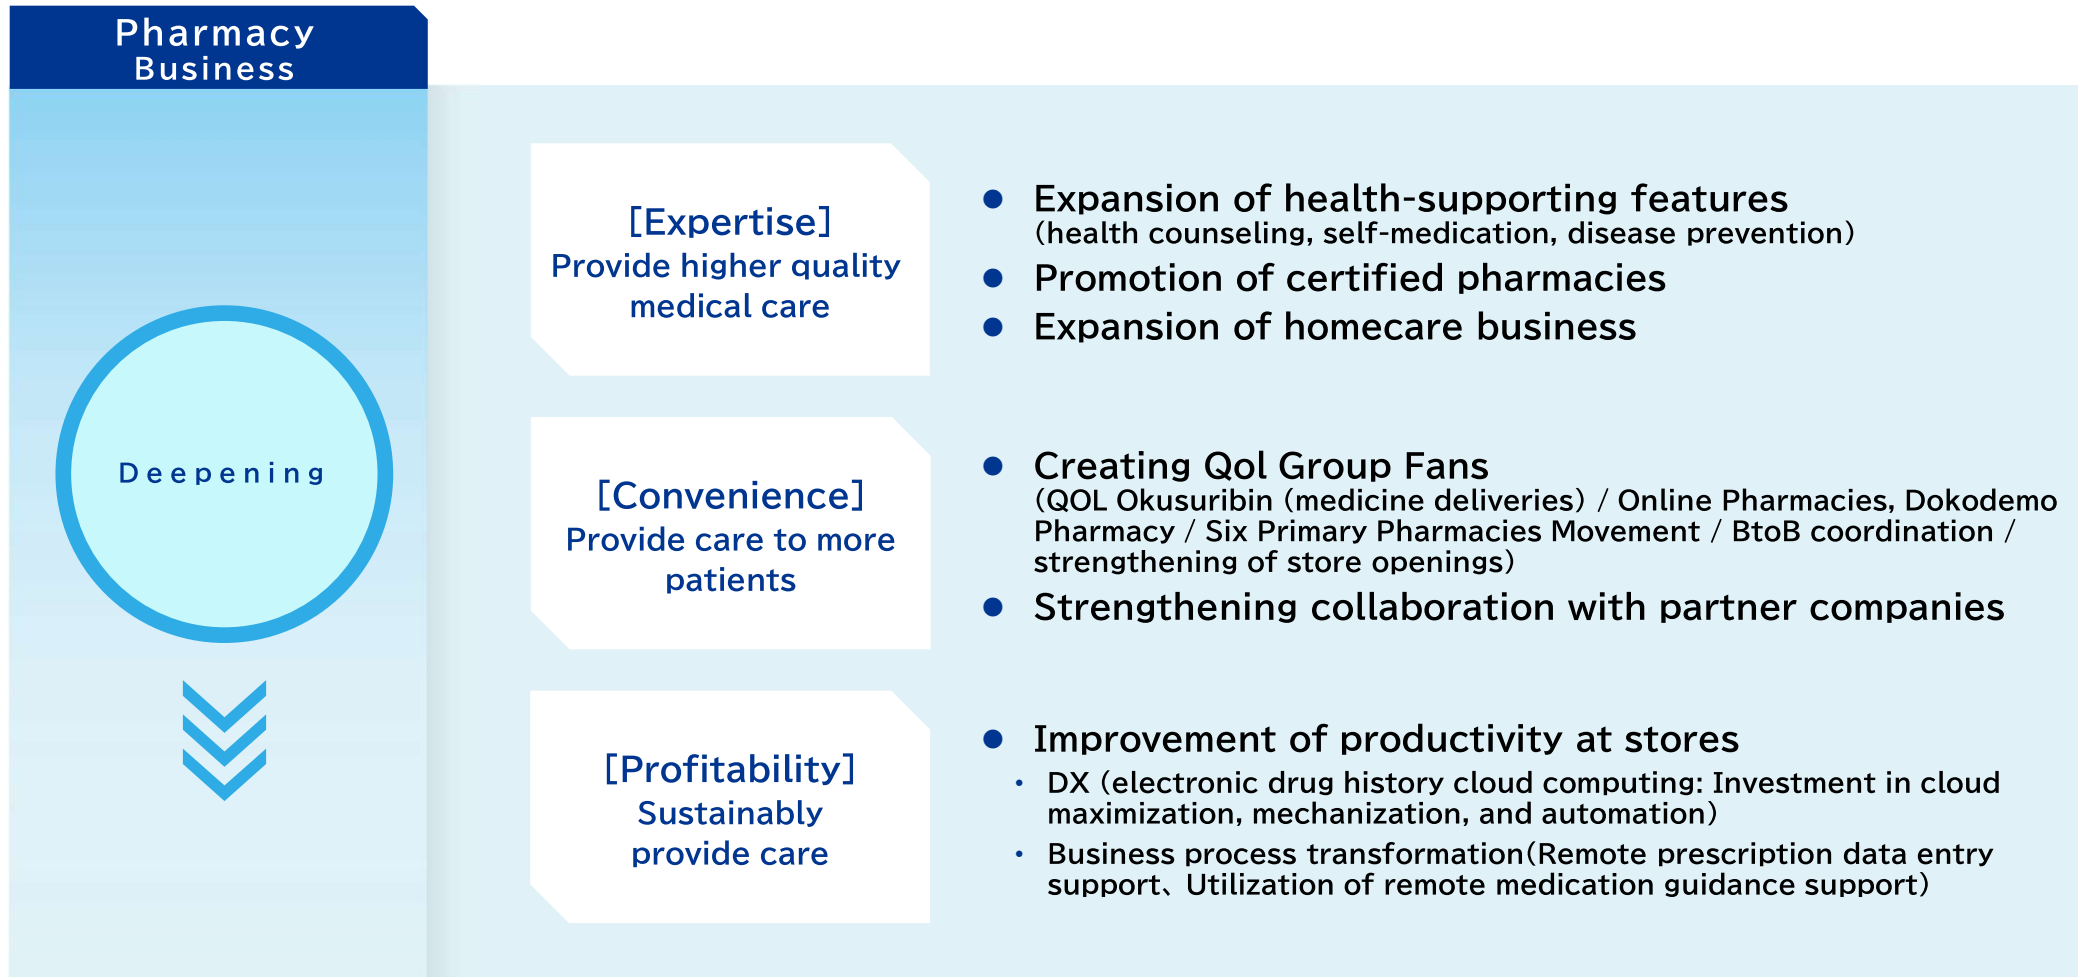 Pharmacy
Business
Deepening
[Expertise]
Provide higher quality
medical care
● Expansion of health-supporting features
(health counseling, self-medication, disease prevention)
● Promotion of certified pharmacies
● Expansion of homecare business
[Convenience]
Provide care to more
patients
● Creating Qol Group Fans
(QOL Okusuribin (medicine deliveries) / Online Pharmacies, Dokodemo
Pharmacy / Six Primary Pharmacies Movement / BtoB coordination /
strengthening of store openings)
● Strengthening collaboration with partner companies
[Profitability]
Sustainably
provide care
● Improvement of productivity at stores
・ DX (electronic drug history cloud computing: Investment in cloud
maximization, mechanization, and automation)
・ Business process transformation(Remote prescription data entry
support、Utilization of remote medication guidance support)